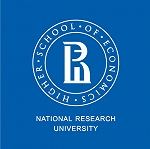 HIGHER • SCHOOL • OF • ECONOMICS •
NATIONAL RESEARCH
UNIVERSITY